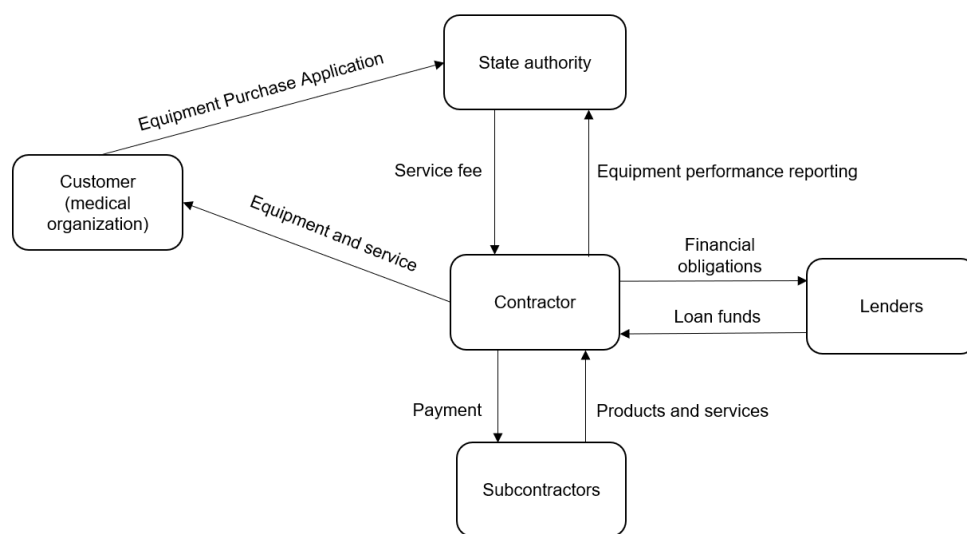 State authority
Equipment Purchase Application
Customer
(medical
organization)
Service fee
Equipment performance reporting
Equipment and service
Financial
obligations
Contractor
Lenders
Loan funds
Payment
Products and services
Subcontractors